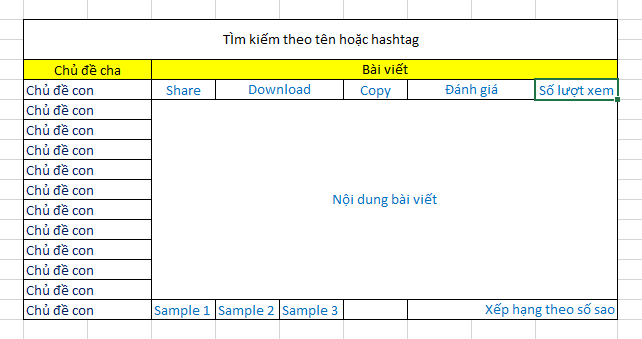 Tìm kiếm theo tên hoặc hashtag
Chủ đề cha Bài viết
Chủ đề con Share Download Copy Đánh giá Số lượt xem
Chủ đề con
Chủ đề con
Chủ đề con
Chủ đề con
Chủ đề con
Nội dung bài viết
Chủ đề con
Chủ đề con
Chủ đề con
Chủ đề con
Chủ đề con
Chủ đề con Sample 1 Sample 2 Sample 3 Xếp hạng theo số sao